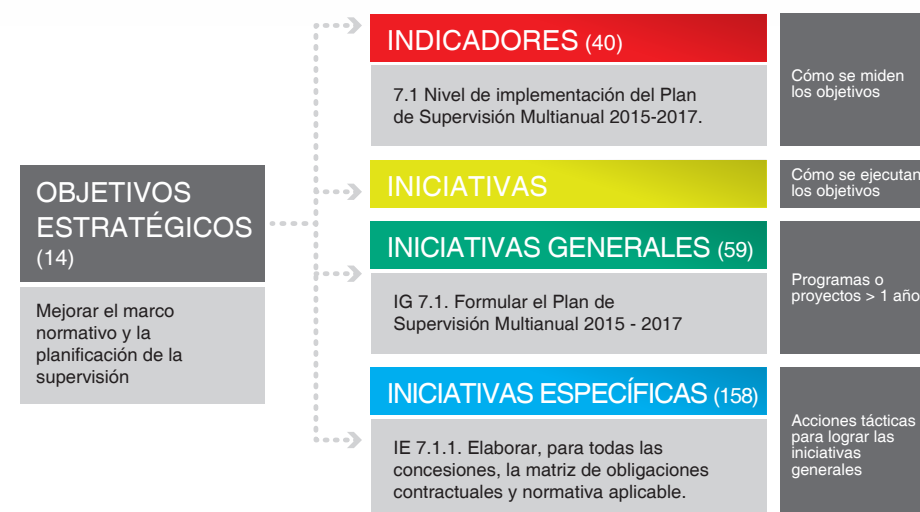 OBJETIVOS
ESTRATÉGICOS
(14)
Mejorar el marco
normativo y la
planificación de la
supervisión
INDICADORES (40)
7.1 Nivel de implementación del Plan
de Supervisión Multianual 2015-2017.
Cómo se miden
los objetivos
INICIATIVAS
Cómo se ejecutan
los objetivos
INICIATIVAS GENERALES (59)
IG 7.1. Formular el Plan de
Supervisión Multianual 2015 - 2017
Programas o
proyectos > 1 año
INICIATIVAS ESPECÍFICAS (158)
IE 7.1.1. Elaborar, para todas las
concesiones, la matriz de obligaciones
contractuales y normativa aplicable.
Acciones tácticas
para lograr las
iniciativas
generales